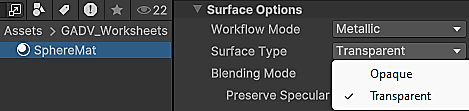 22
Assets > GADV_Worksheets
SphereMat
Surface Options
Workflow Mode Metallic
Surface Type Transparent
Blending Mode
Opaque
✓ Transparent
Preserve Specular